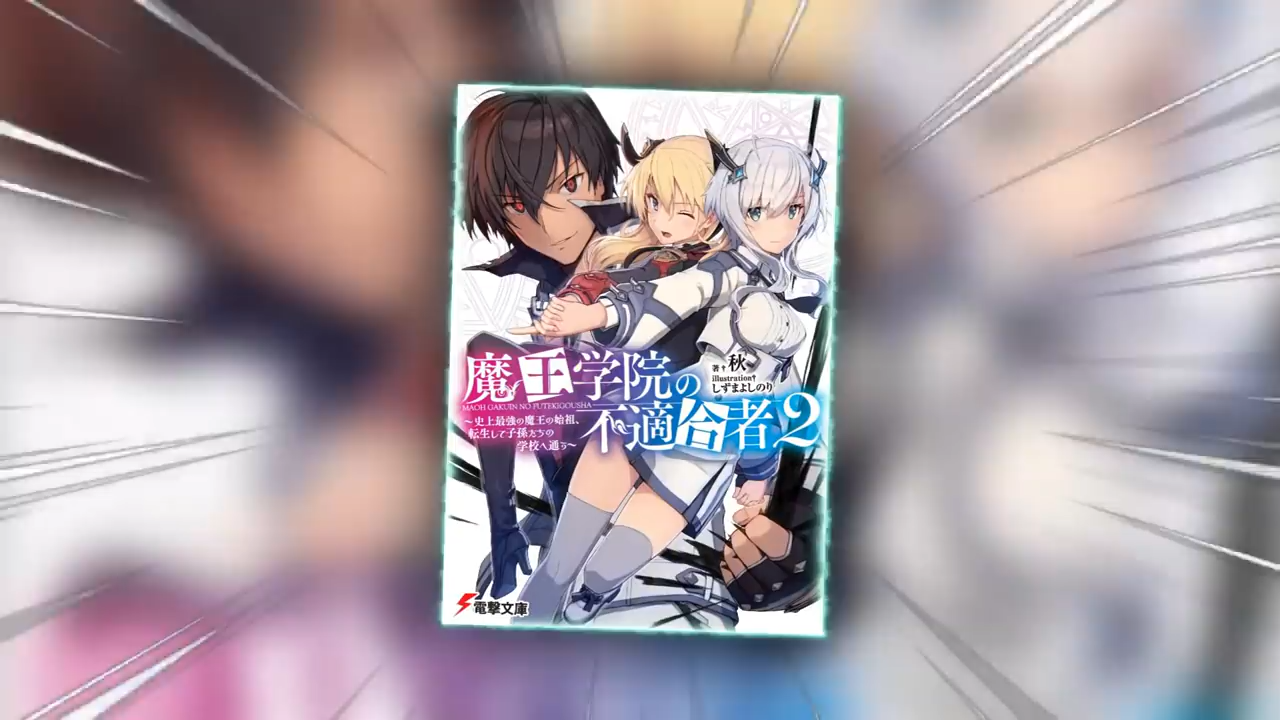 魔王学院の
MAOH GAKUIN NO FUTEKIGOUSHA
不適合者2
～史上最強の魔王の始祖、
転生して子孫たちの
学校へ通う～
著†秋
illustration†
しずまよしのり
電撃文庫